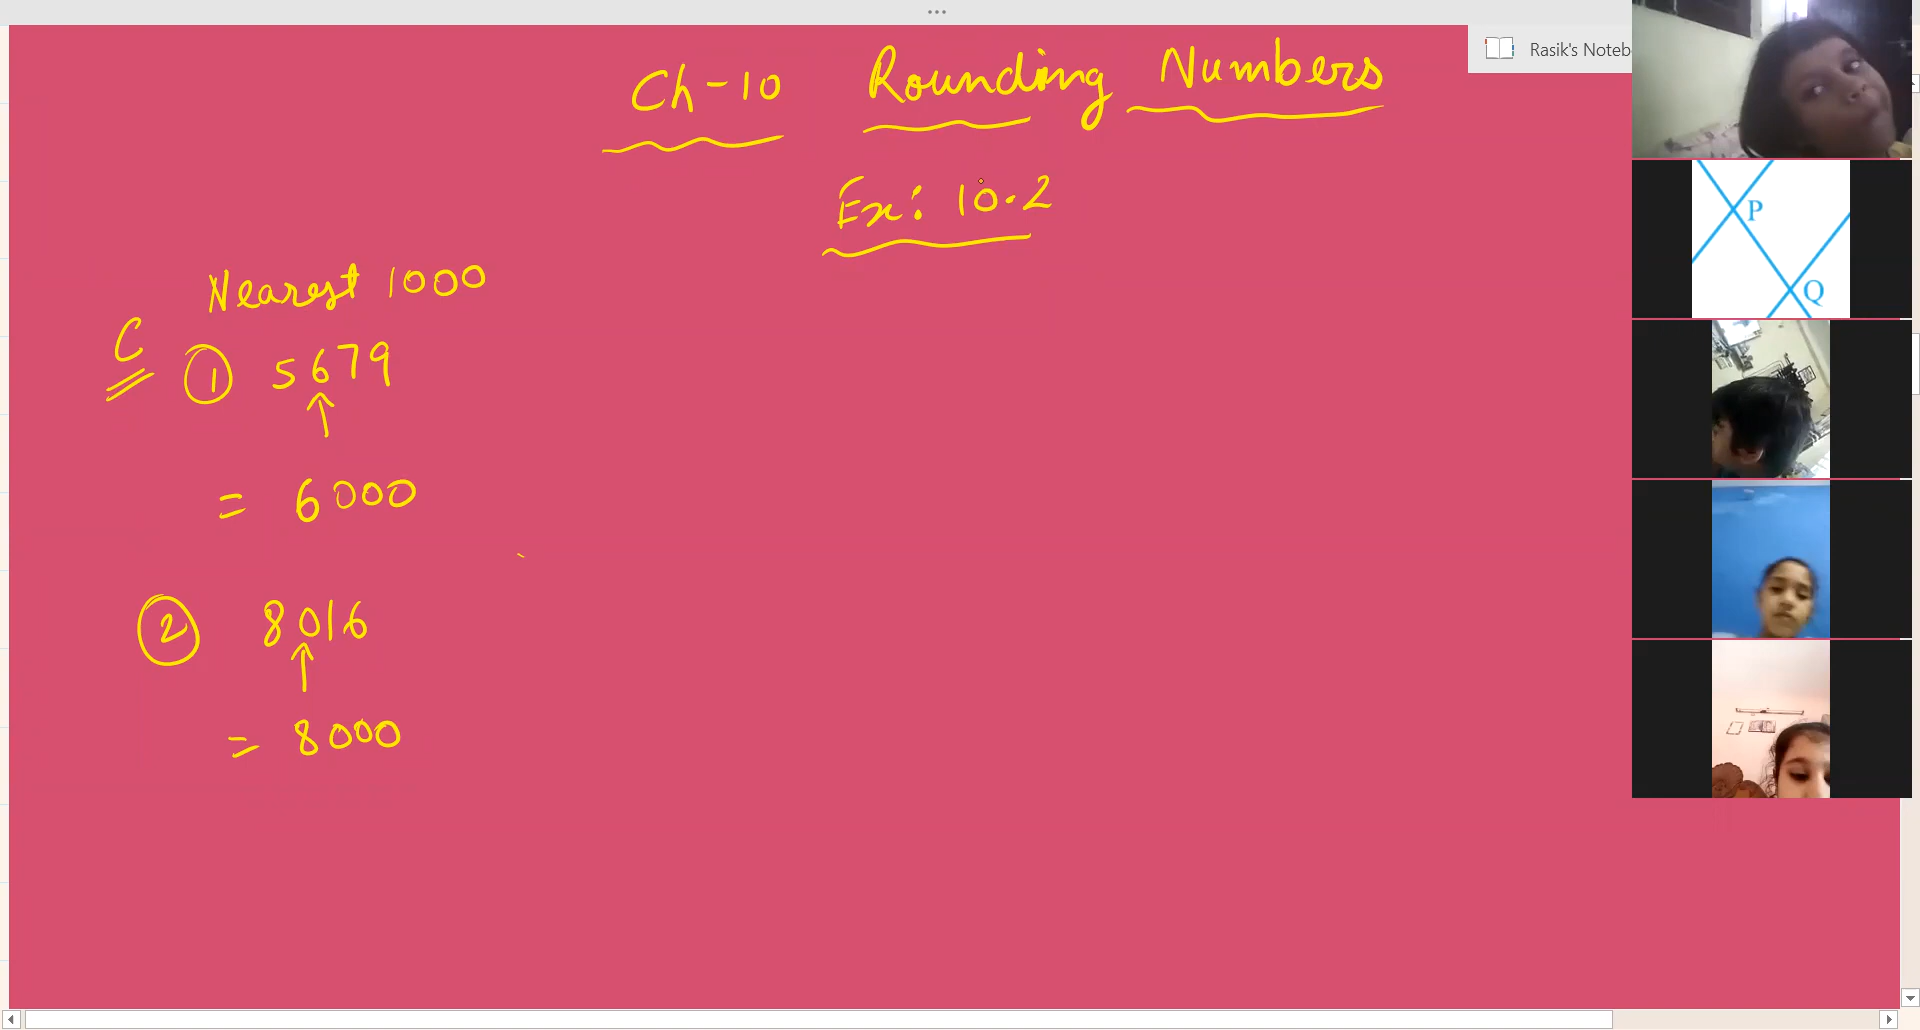 Rasik's Noteb
Ch-10 Rounding Numbers
Ex: 10.2
Nearest 1000
C ① 5679
↑
= 6000
② 8016
↑
= 8000
P
Q